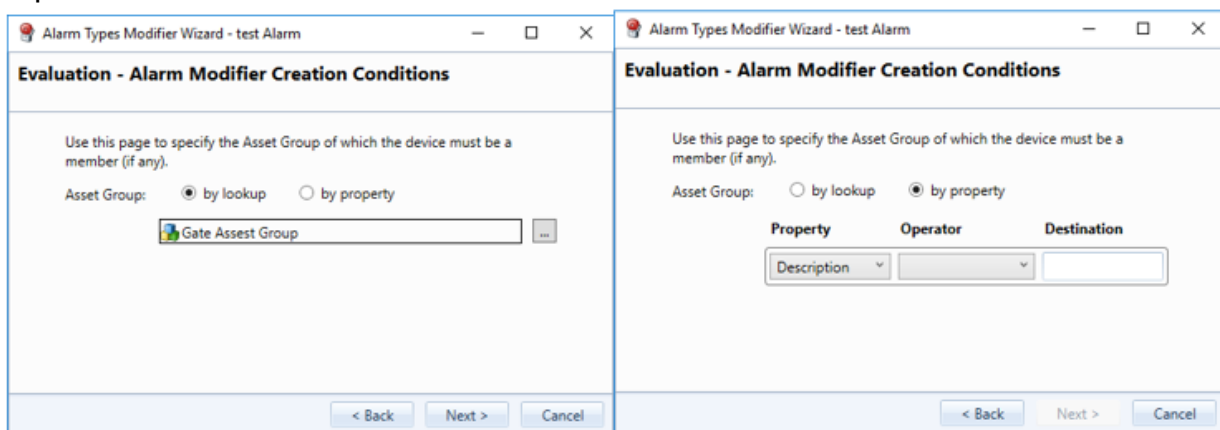 Alarm Types Modifier Wizard - test Alarm
Evaluation - Alarm Modifier Creation Conditions
Use this page to specify the Asset Group of which the device must be a
member (if any).
Asset Group: by lookup by property
Gate Assest Group ...
< Back Next > Cancel
Alarm Types Modifier Wizard - test Alarm
Evaluation - Alarm Modifier Creation Conditions
Use this page to specify the Asset Group of which the device must be a
member (if any).
Asset Group: by lookup by property
Property Operator Destination
Description
< Back Next > Cancel